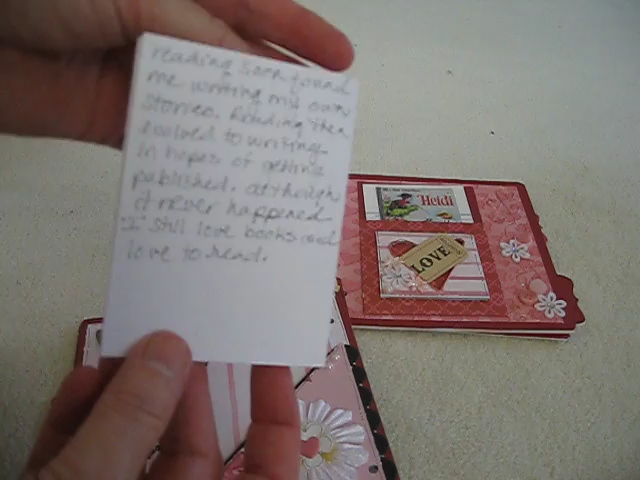 reading soon found
me writing my own
stories. Reading then
evolved to writing
in hopes of getting
published. although
it never happened
I still love books and
love to read.
Heidi
LOVE